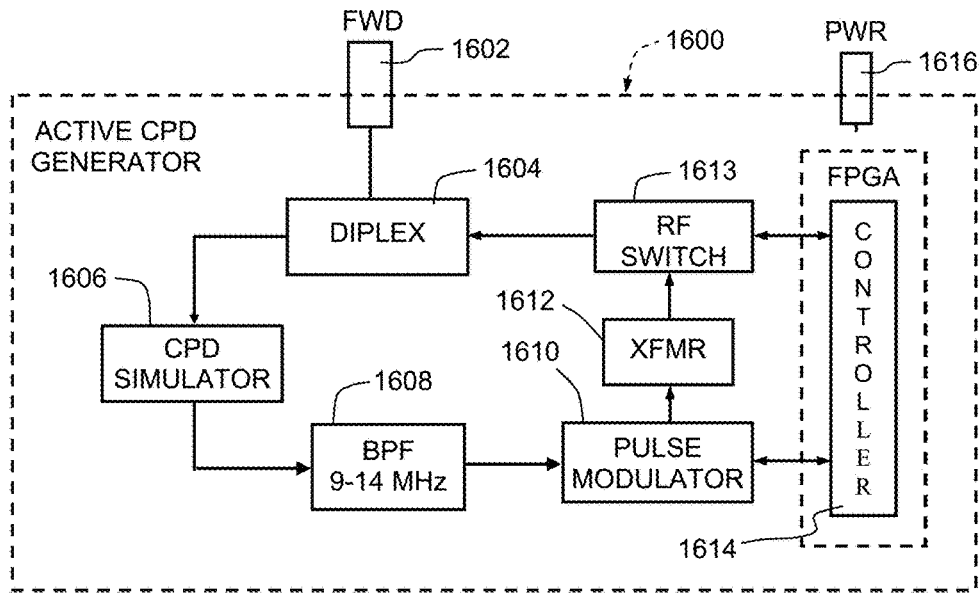 FWD
1602
1600
PWR
1616
ACTIVE CPD
GENERATOR
1604
1613
FPGA
DIPLEX
RF
SWITCH
CONTROLLER
1606
1612
CPD
SIMULATOR
XFMR
1610
1608
BPF
9-14 MHz
PULSE
MODULATOR
1614